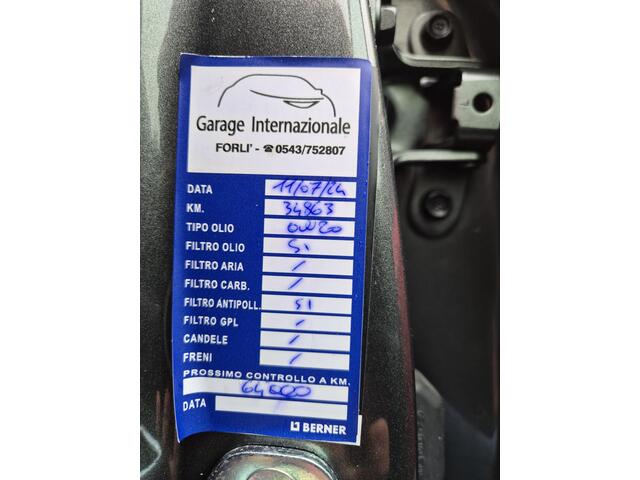 Garage Internazionale
FORLI' - ☎ 0543/752807
DATA 11/07/24
KM. 34863
TIPO OLIO 0W20
FILTRO OLIO SI
FILTRO ARIA /
FILTRO CARB. /
FILTRO ANTIPOLL. SI
FILTRO GPL /
CANDELE /
FRENI /
PROSSIMO CONTROLLO A KM.
DATA
BERNER